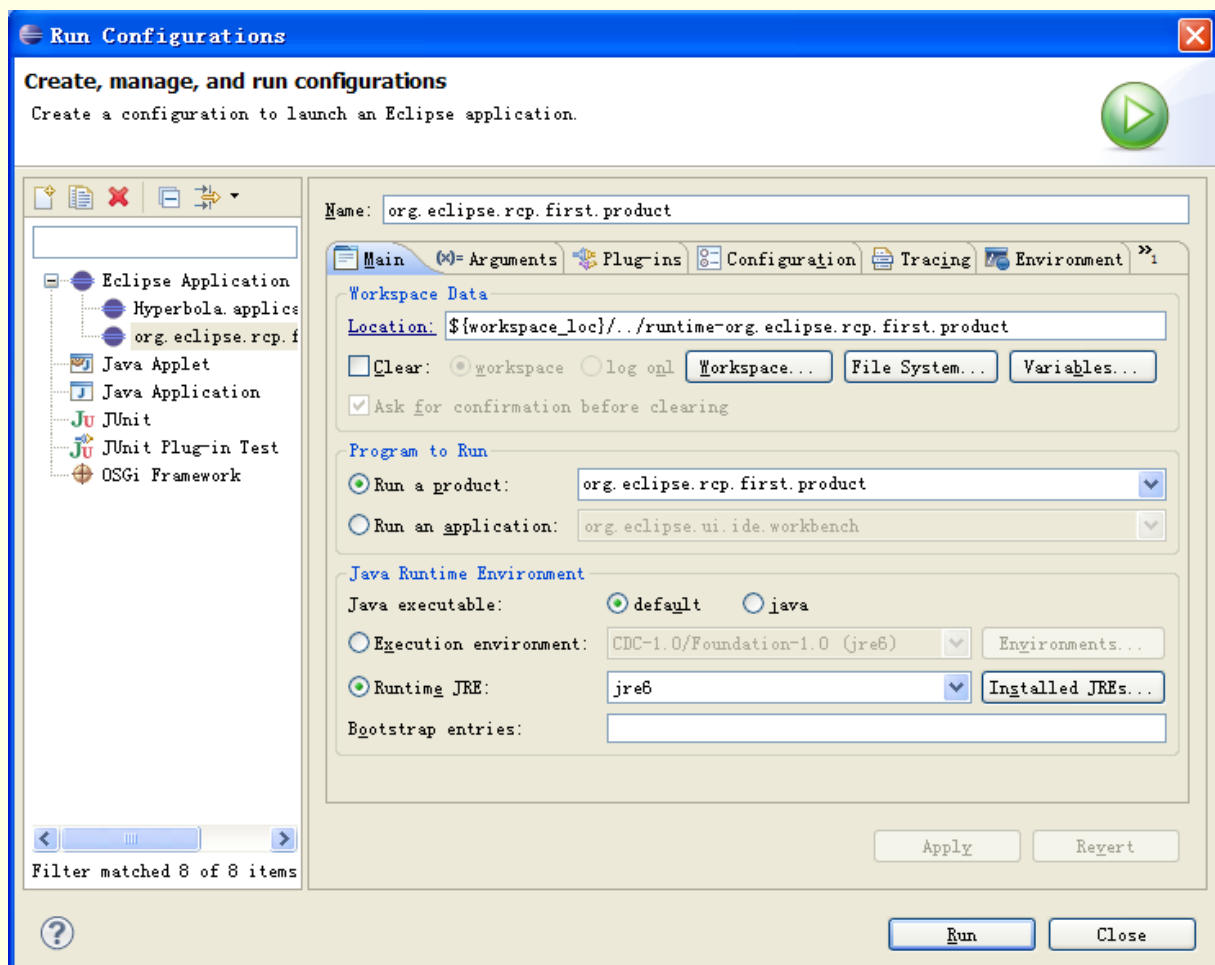 Run Configurations
Create, manage, and run configurations
Create a configuration to launch an Eclipse application.
Name: org.eclipse.rcp.first.product
Main (x)= Arguments Plug-ins Configuration Tracing Environment »1
Eclipse Application
Hyperbola.applica
org.eclipse.rcp.f
Java Applet
Java Application
JU JUnit
JU JUnit Plug-in Test
OSGi Framework
Filter matched 8 of 8 items
Workspace Data
Location: ${workspace_loc}/../runtime-org.eclipse.rcp.first.product
Clear: workspace log onl Workspace... File System... Variables...
Ask for confirmation before clearing
Program to Run
Run a product: org.eclipse.rcp.first.product
Run an application: org.eclipse.ui.ide.workbench
Java Runtime Environment
Java executable: default java
Execution environment: CDC-1.0/Foundation-1.0 (jre6) Environments...
Runtime JRE: jre6 Installed JREs...
Bootstrap entries:
Apply Revert
? Run Close